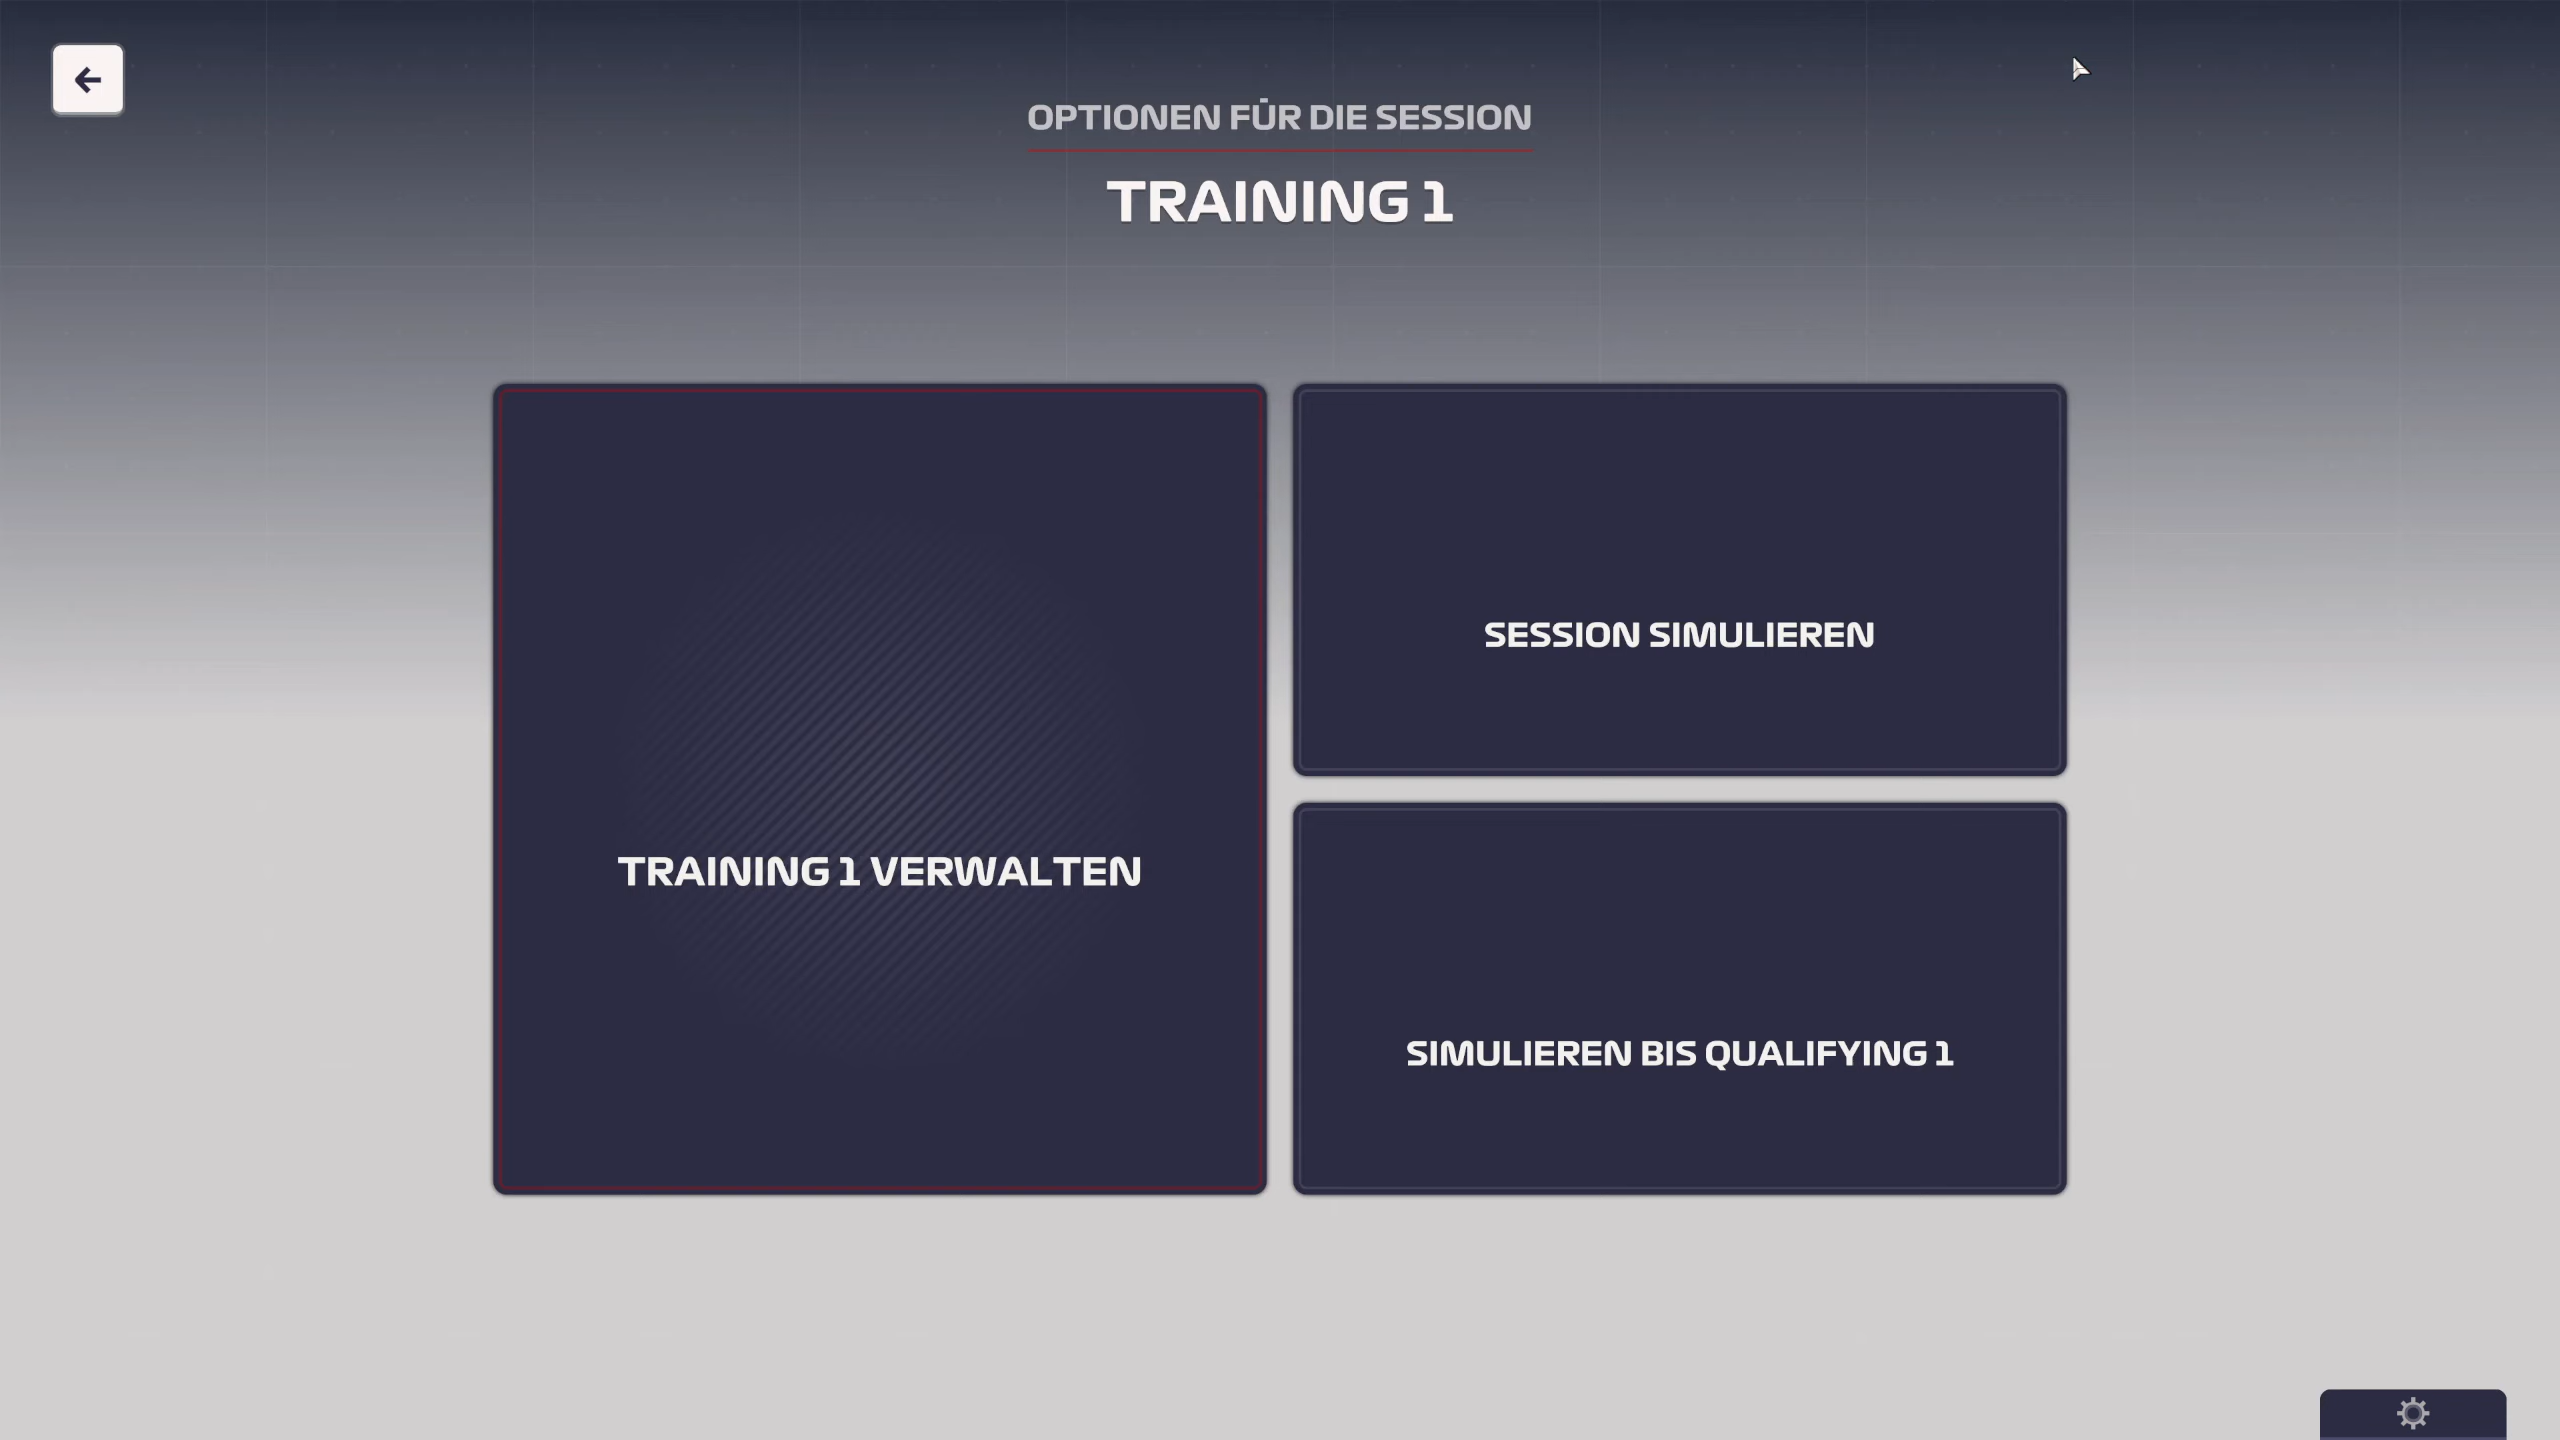 OPTIONEN FÜR DIE SESSION
TRAINING 1
TRAINING 1 VERWALTEN
SESSION SIMULIEREN
SIMULIEREN BIS QUALIFYING 1